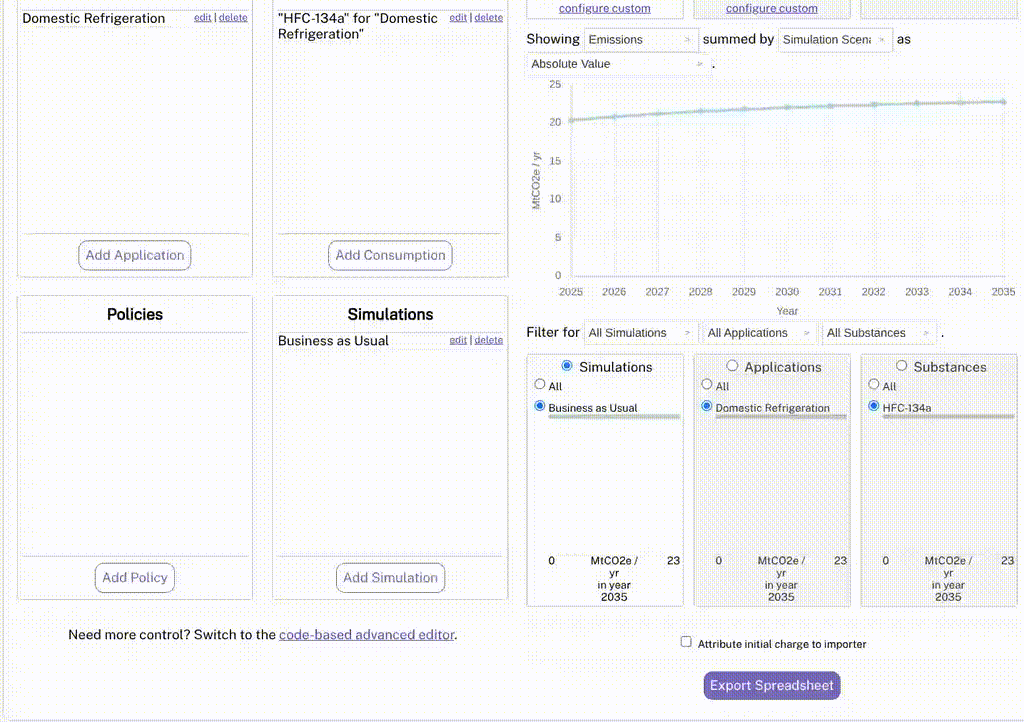 Domestic Refrigeration edit | delete
"HFC-134a" for "Domestic Refrigeration" edit | delete
Add Application
Add Consumption
Policies
Simulations
Business as Usual edit | delete
Add Policy
Add Simulation
Need more control? Switch to the code-based advanced editor.
configure custom
configure custom
Showing Emissions summed by Simulation Scena as
Absolute Value .
25
20
15
10
5
0
MtCO2e / yr
2025 2026 2027 2028 2029 2030 2031 2032 2033 2034 2035
Year
Filter for All Simulations All Applications All Substances .
Simulations
All
Business as Usual
0 MtCO2e / 23
yr
in year
2035
Applications
All
Domestic Refrigeration
0 MtCO2e / 23
yr
in year
2035
Substances
All
HFC-134a
0 MtCO2e / 23
yr
in year
2035
Attribute initial charge to importer
Export Spreadsheet